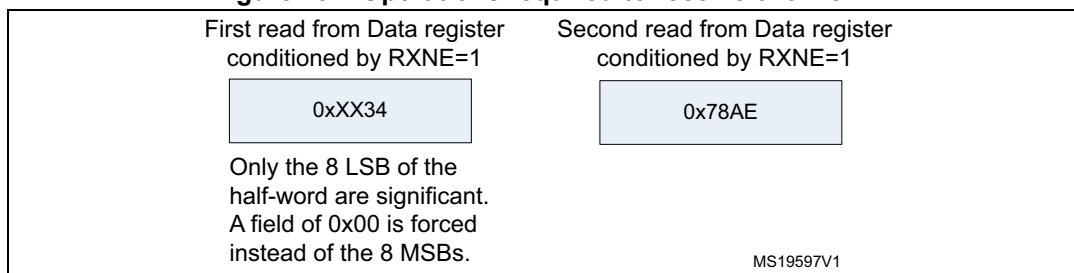 First read from Data register
conditioned by RXNE=1
0xXX34
Only the 8 LSB of the
half-word are significant.
A field of 0x00 is forced
instead of the 8 MSBs.
Second read from Data register
conditioned by RXNE=1
0x78AE
MS19597V1